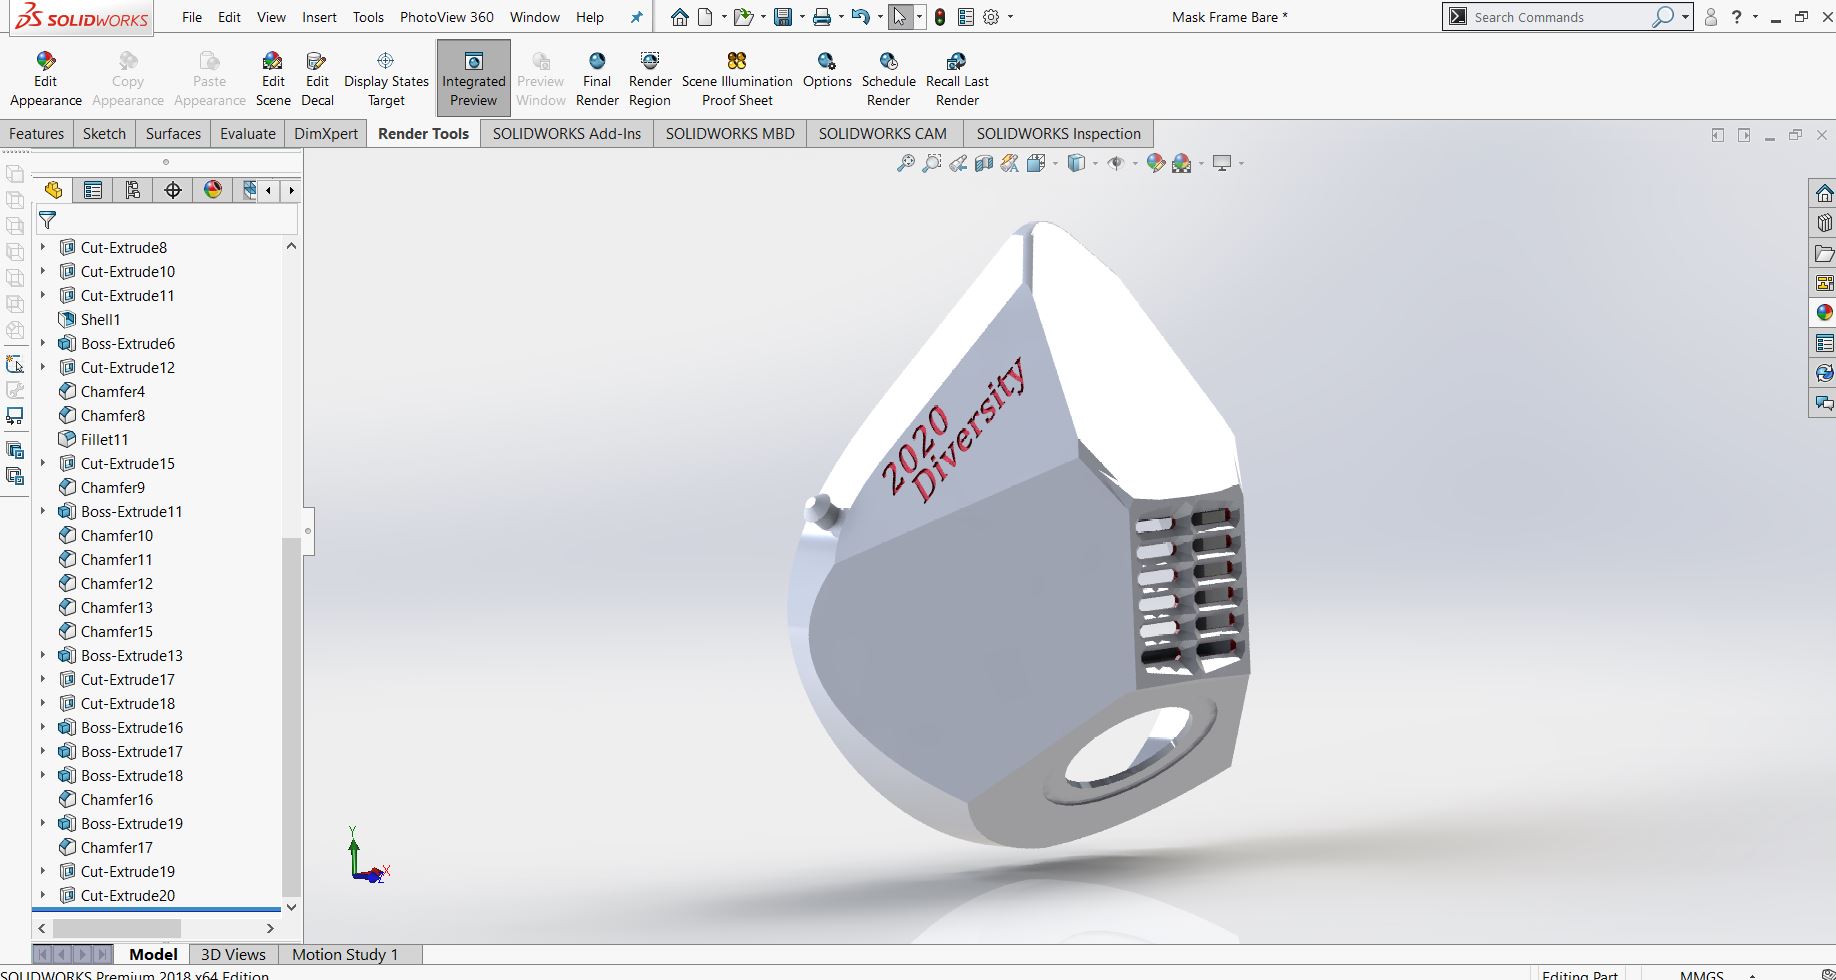 SOLIDWORKS
File Edit View Insert Tools PhotoView 360 Window Help
Mask Frame Bare *
Search Commands
?
Edit Appearance
Copy Appearance
Paste Appearance
Edit Scene
Edit Decal
Display States Target
Integrated Preview
Preview Window
Final Render
Render Region
Scene Illumination Proof Sheet
Options
Schedule Render
Recall Last Render
Features Sketch Surfaces Evaluate DimXpert Render Tools SOLIDWORKS Add-Ins SOLIDWORKS MBD SOLIDWORKS CAM SOLIDWORKS Inspection
Cut-Extrude8
Cut-Extrude10
Cut-Extrude11
Shell1
Boss-Extrude6
Cut-Extrude12
Chamfer4
Chamfer8
Fillet11
Cut-Extrude15
Chamfer9
Boss-Extrude11
Chamfer10
Chamfer11
Chamfer12
Chamfer13
Chamfer15
Boss-Extrude13
Cut-Extrude17
Cut-Extrude18
Boss-Extrude16
Boss-Extrude17
Boss-Extrude18
Chamfer16
Boss-Extrude19
Chamfer17
Cut-Extrude19
Cut-Extrude20
2020
Diversity
Y
X
Z
Model 3D Views Motion Study 1
SOLIDWORKS Premium 2018 x64 Edition
Editing Part
MMGS